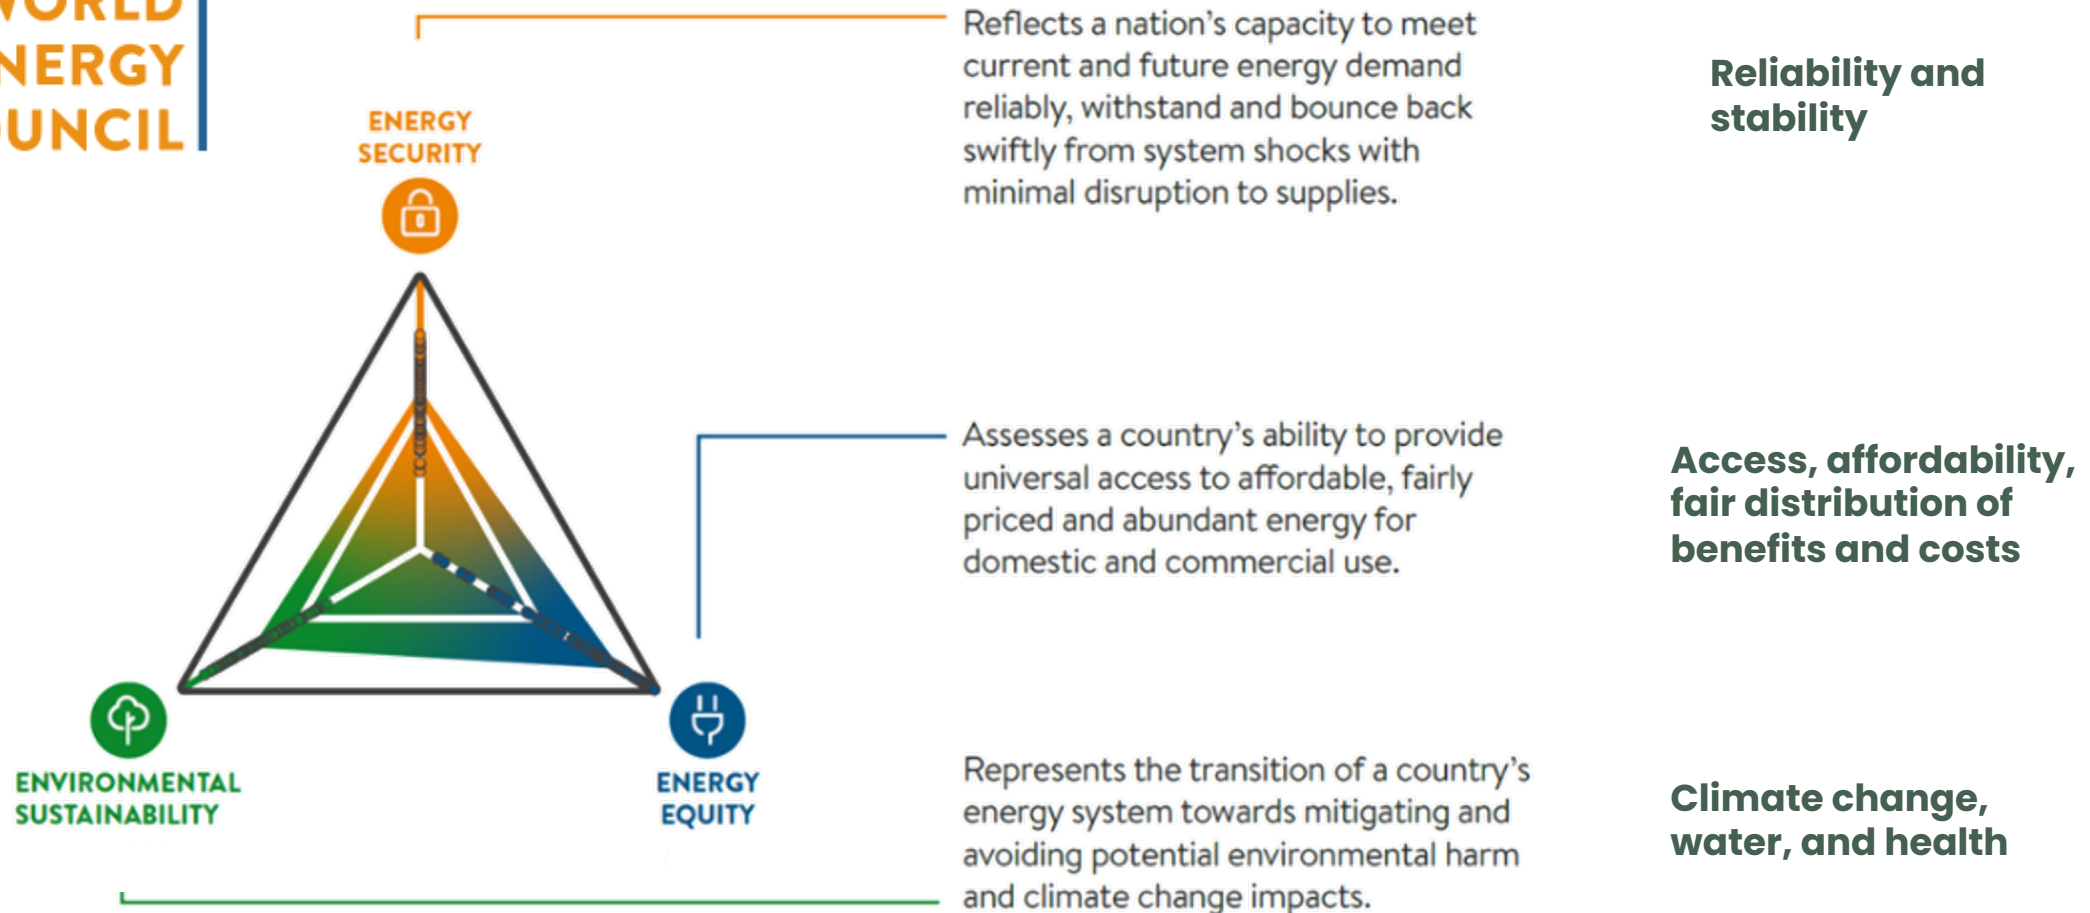 WORLD
ENERGY
COUNCIL
ENERGY
SECURITY
Reflects a nation's capacity to meet
current and future energy demand
reliably, withstand and bounce back
swiftly from system shocks with
minimal disruption to supplies.
Reliability and
stability
Assesses a country's ability to provide
universal access to affordable, fairly
priced and abundant energy for
domestic and commercial use.
Access, affordability,
fair distribution of
benefits and costs
ENVIRONMENTAL
SUSTAINABILITY
ENERGY
EQUITY
Represents the transition of a country's
energy system towards mitigating and
avoiding potential environmental harm
and climate change impacts.
Climate change,
water, and health